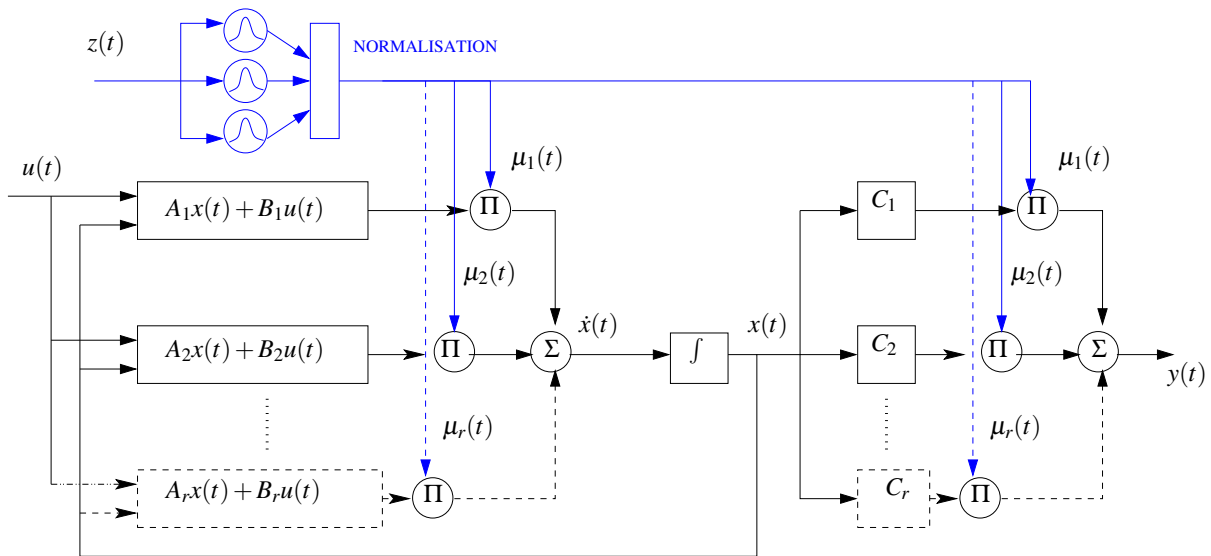 z(t)
NORMALISATION
u(t)
μ₁(t)
μ₁(t)
A₁x(t) + B₁u(t)
Π
C₁
Π
μ₂(t)
μ₂(t)
ẋ(t)
x(t)
A₂x(t) + B₂u(t)
Π
Σ
∫
C₂
Π
Σ
y(t)
μᵣ(t)
μᵣ(t)
Aᵣx(t) + Bᵣu(t)
Π
Cᵣ
Π